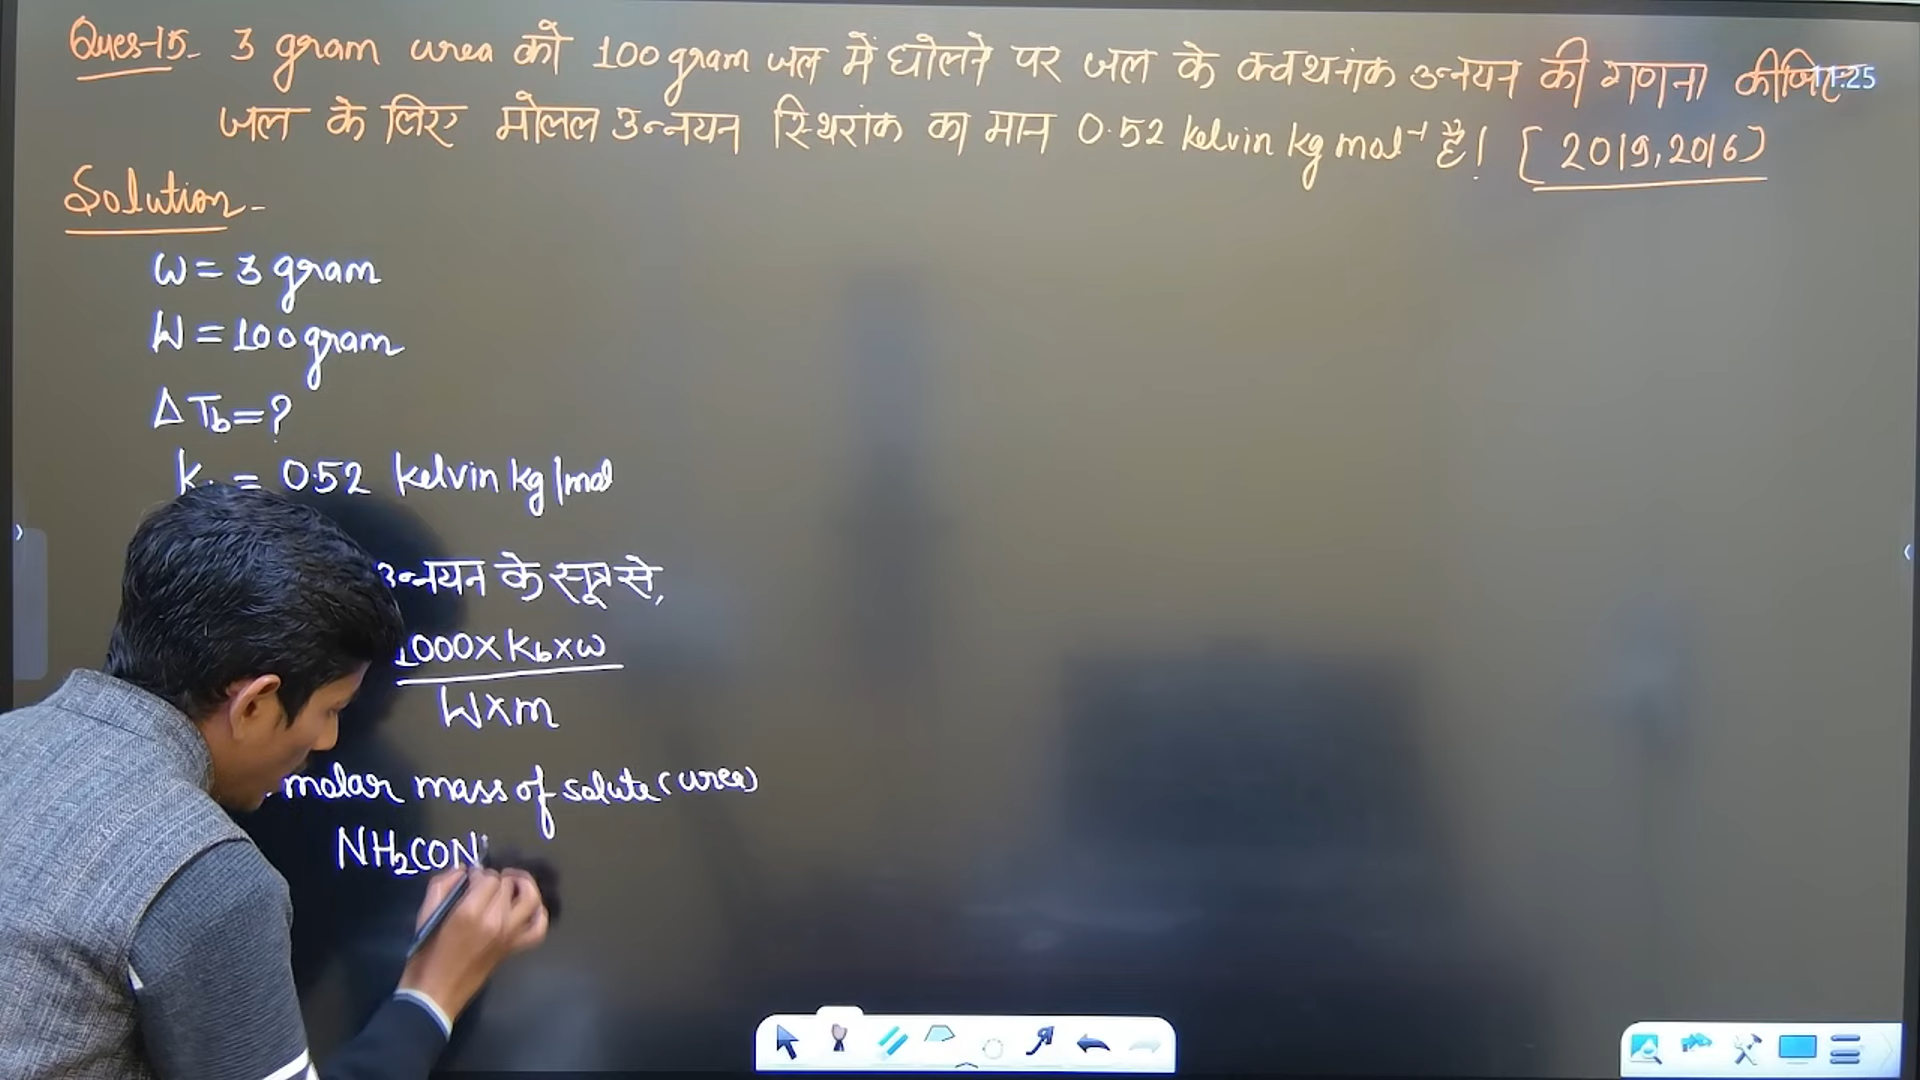 Ques-15- 3 gram urea को 100 gram जल में घोलने पर जल के क्वथनांक उन्नयन की गणना कीजिए
11:25
जल के लिए मोलल उन्नयन स्थिरांक का मान 0.52 kelvin kg mol⁻¹ है! [2019,2016)
Solution-
w = 3 gram
W = 100 gram
ΔTb = ?
= 0.52 kelvin kg/mol
उन्नयन के सूत्र से,
1000×Kb×w
W×m
molar mass of solute (urea)
NH₂CON